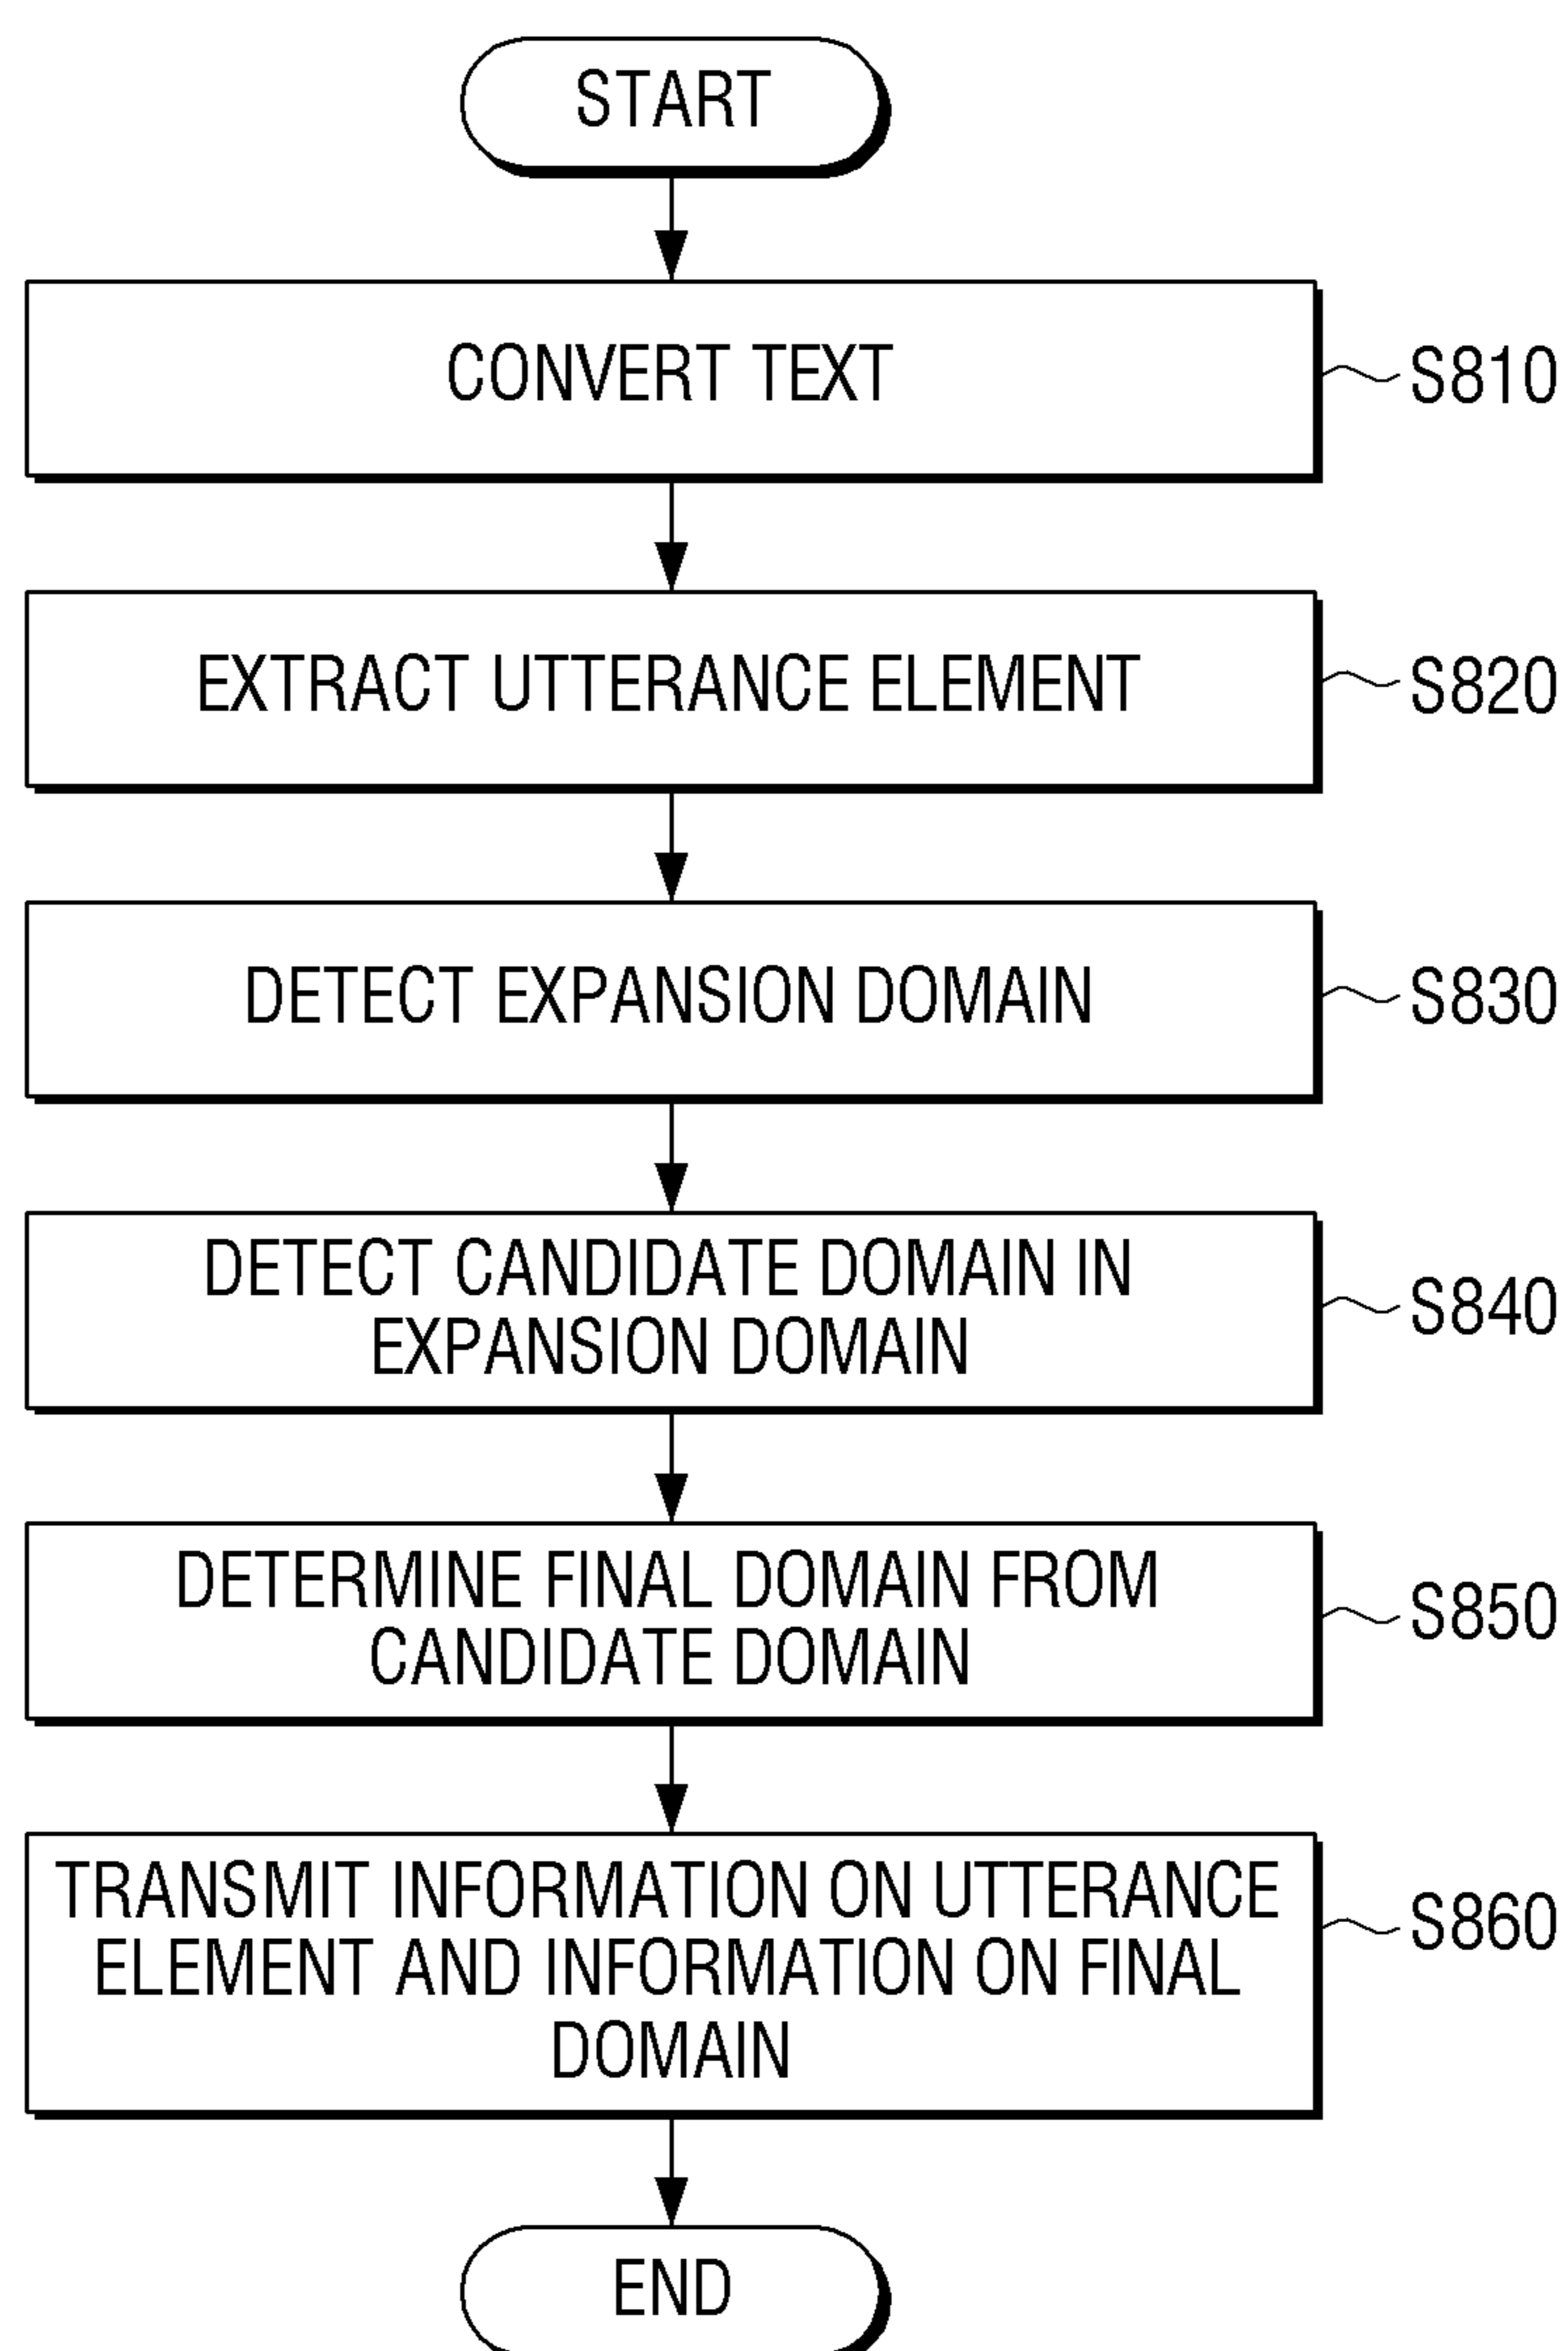 START
CONVERT TEXT
S810
EXTRACT UTTERANCE ELEMENT
S820
DETECT EXPANSION DOMAIN
S830
DETECT CANDIDATE DOMAIN IN
EXPANSION DOMAIN
S840
DETERMINE FINAL DOMAIN FROM
CANDIDATE DOMAIN
S850
TRANSMIT INFORMATION ON UTTERANCE
ELEMENT AND INFORMATION ON FINAL
DOMAIN
S860
END